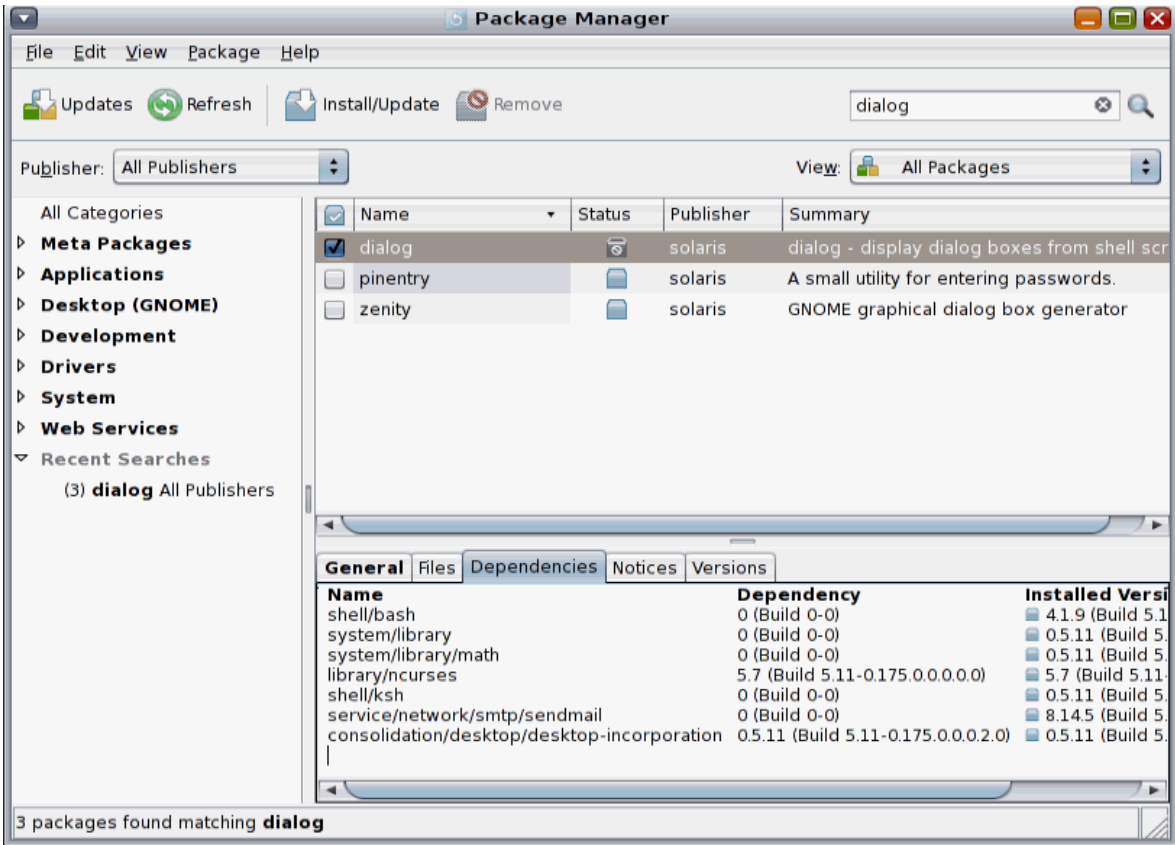 Package Manager
File Edit View Package Help
Updates Refresh Install/Update Remove dialog
Publisher: All Publishers View: All Packages
All Categories
Meta Packages
Applications
Desktop (GNOME)
Development
Drivers
System
Web Services
Recent Searches
(3) dialog All Publishers
Name Status Publisher Summary
dialog solaris dialog - display dialog boxes from shell scr
pinentry solaris A small utility for entering passwords.
zenity solaris GNOME graphical dialog box generator
General Files Dependencies Notices Versions
Name Dependency Installed Versi
shell/bash 0 (Build 0-0) 4.1.9 (Build 5.1
system/library 0 (Build 0-0) 0.5.11 (Build 5.
system/library/math 0 (Build 0-0) 0.5.11 (Build 5.
library/ncurses 5.7 (Build 5.11-0.175.0.0.0.0.0) 5.7 (Build 5.11-
shell/ksh 0 (Build 0-0) 0.5.11 (Build 5.
service/network/smtp/sendmail 0 (Build 0-0) 8.14.5 (Build 5.
consolidation/desktop/desktop-incorporation 0.5.11 (Build 5.11-0.175.0.0.0.2.0) 0.5.11 (Build 5.
3 packages found matching dialog